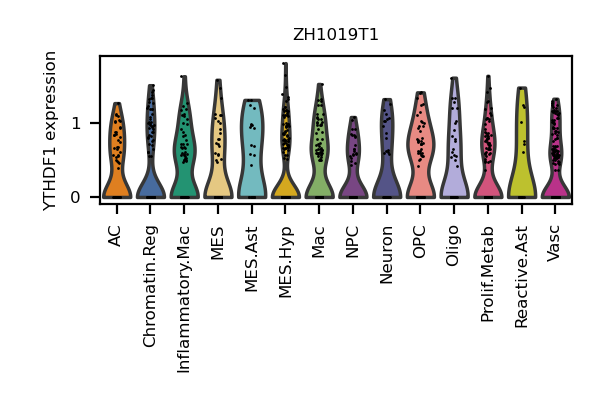 ZH1019T1
YTHDF1 expression
1
0
AC
Chromatin.Reg
Inflammatory.Mac
MES
MES.Ast
MES.Hyp
Mac
NPC
Neuron
OPC
Oligo
Prolif.Metab
Reactive.Ast
Vasc